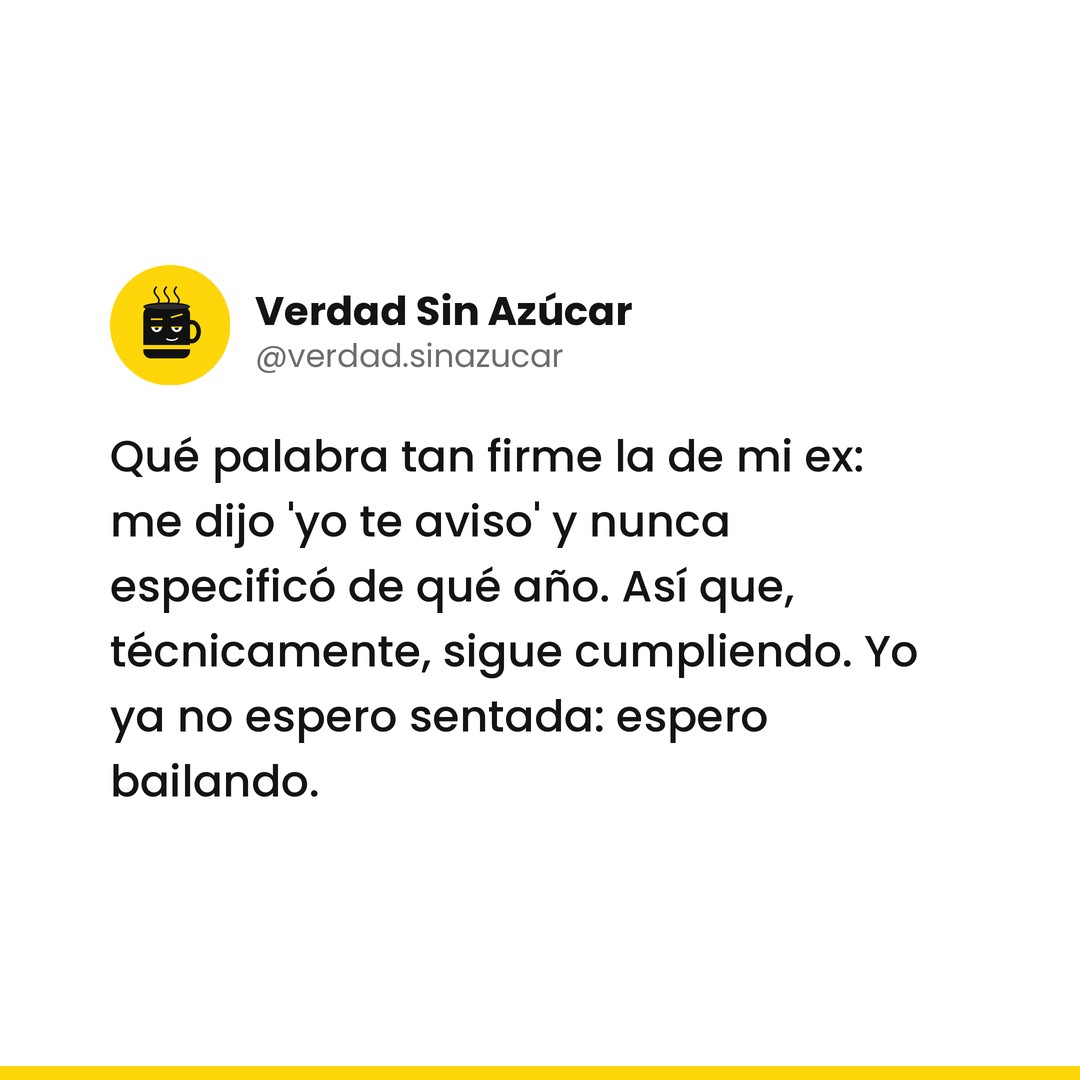 Verdad Sin Azúcar
@verdad.sinazucar
Qué palabra tan firme la de mi ex:
me dijo 'yo te aviso' y nunca
especificó de qué año. Así que,
técnicamente, sigue cumpliendo. Yo
ya no espero sentada: espero
bailando.